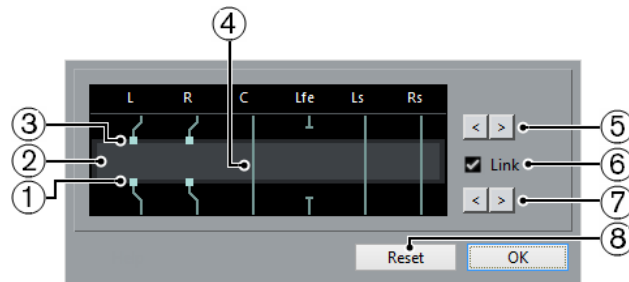 ④
L R C Lfe Ls Rs
③ < > ⑤
② ✓ Link ⑥
① < > ⑦
⑧
Reset OK